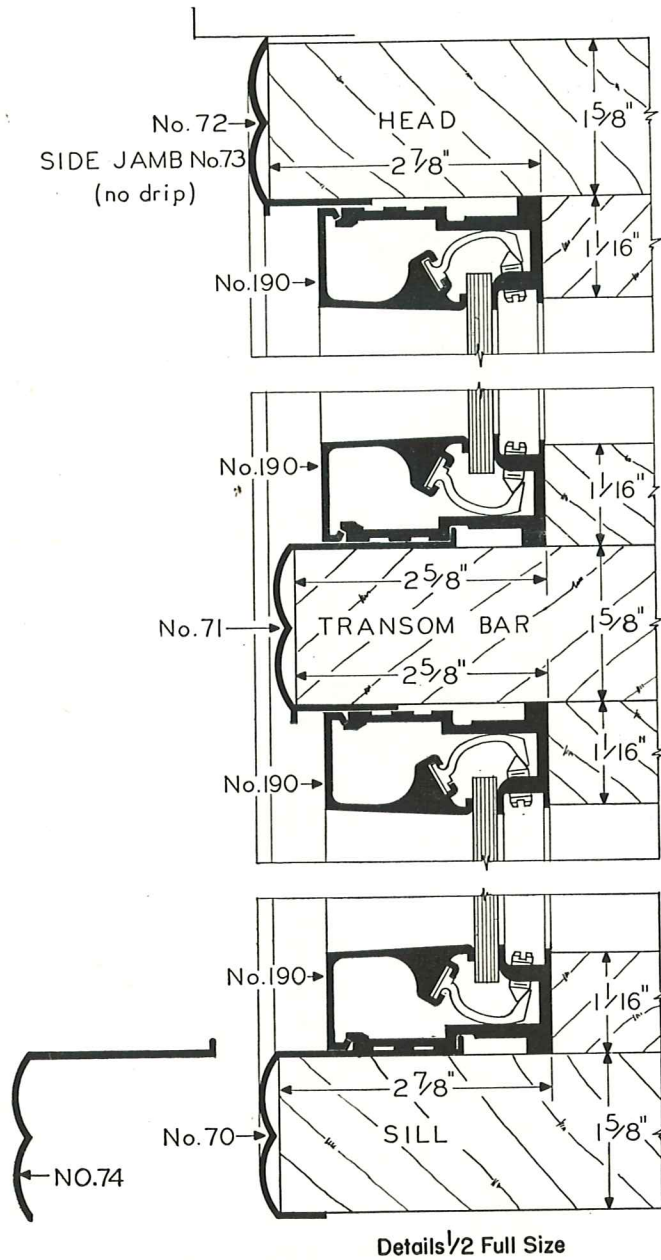 No. 72
HEAD
1 5/8"
SIDE JAMB No.73
(no drip)
2 7/8"
1 1/16"
No.190
No.190
1 1/16"
2 5/8"
No.71
TRANSOM BAR
1 5/8"
2 5/8"
No.190
1 1/16"
No.190
1 1/16"
2 7/8"
No.70
SILL
1 5/8"
NO.74
Details 1/2 Full Size